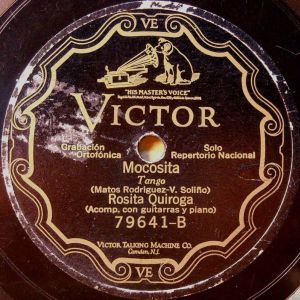 VE
"HIS MASTER'S VOICE"
VICTOR
Grabación
Ortofónica
Solo
Repertorio Nacional
Mocosita
Tango
(Matos Rodriguez-V. Soliño)
Rosita Quiroga
(Acomp. con guitarras y piano)
79641-B
VICTOR TALKING MACHINE CO.
Camden, N.J.
VE